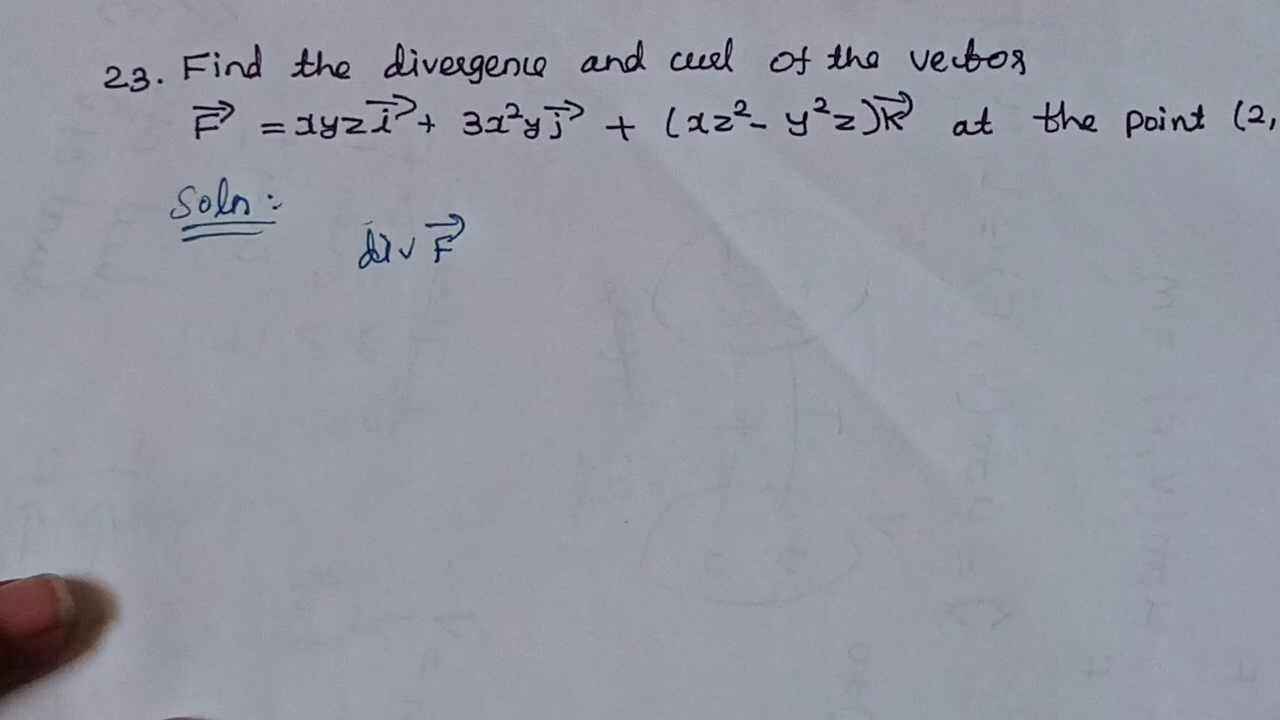 23. Find the divergence and curl of the vector
F⃗ = xyz i⃗ + 3x²y j⃗ + (xz² - y²z) k⃗ at the point (2,
Soln:
div F⃗